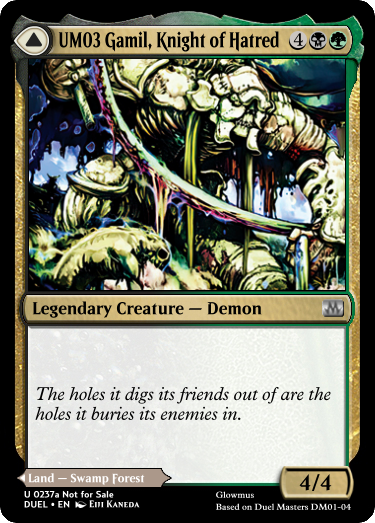 UM03 Gamil, Knight of Hatred 4
Legendary Creature — Demon
The holes it digs its friends out of are the
holes it buries its enemies in.
Land — Swamp Forest
4/4
U 0237a Not for Sale
DUEL • EN Eiji Kaneda
Glowmus
Based on Duel Masters DM01-04